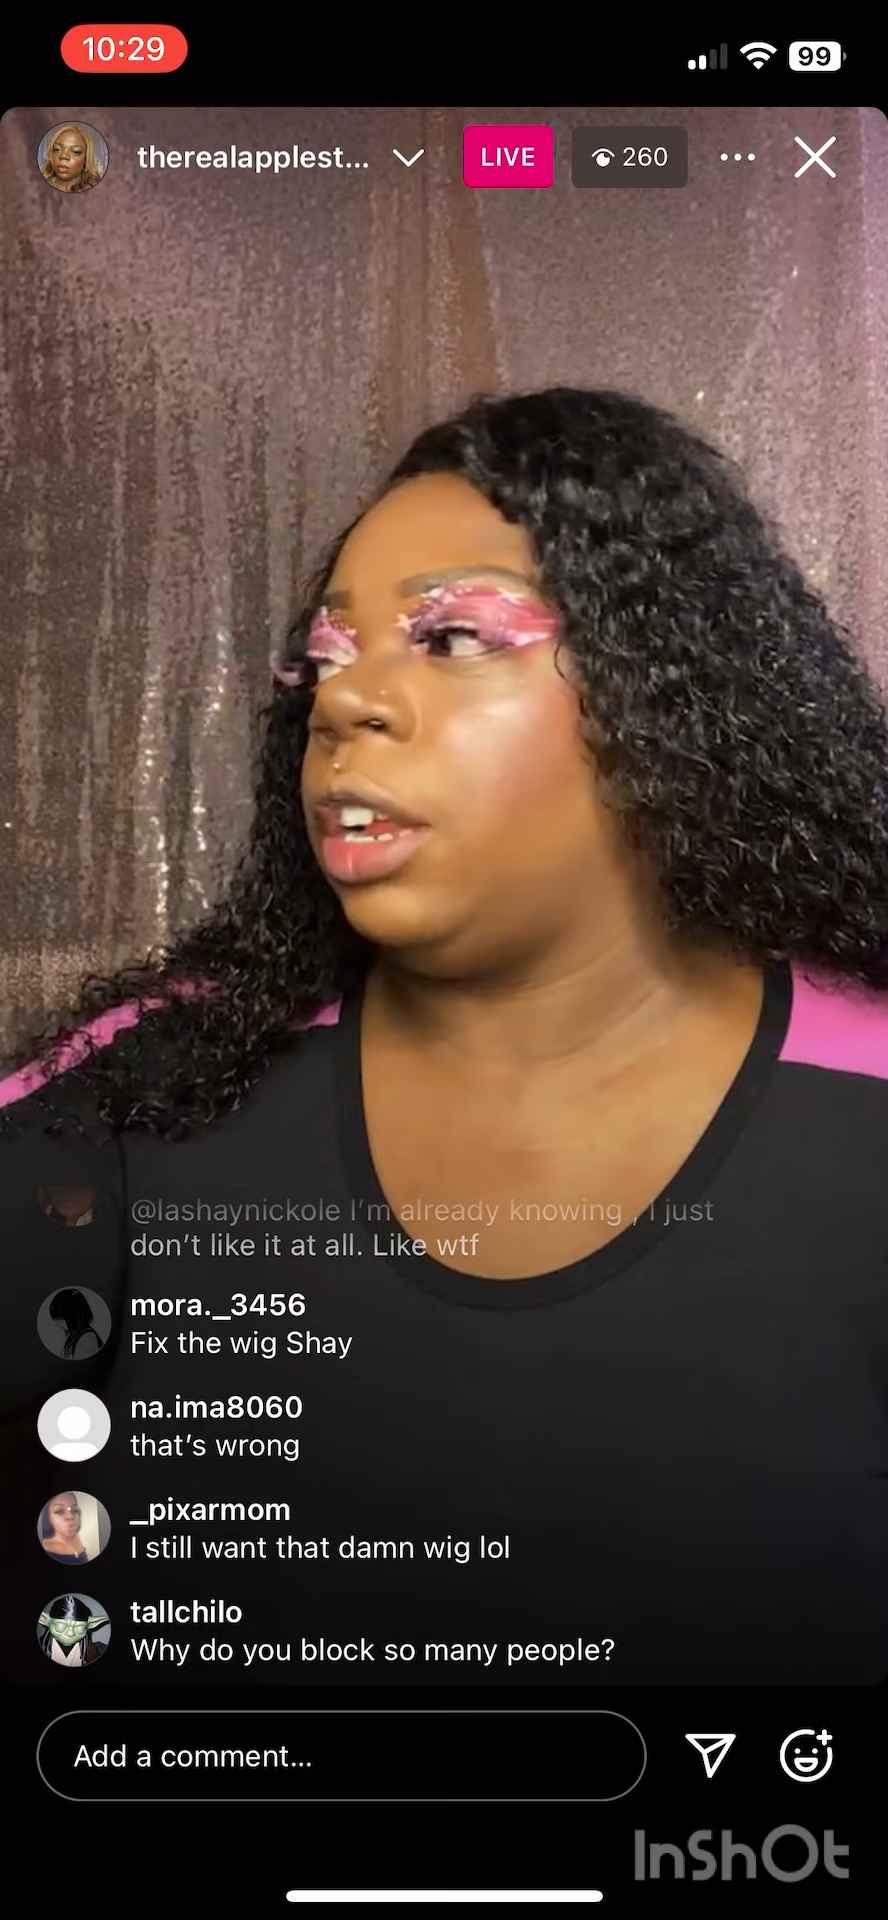 10:29
99
therealapplest...
LIVE
260
@lashaynickole I'm already knowing , I just
don't like it at all. Like wtf
mora._3456
Fix the wig Shay
na.ima8060
that's wrong
_pixarmom
I still want that damn wig lol
tallchilo
Why do you block so many people?
Add a comment...
InShOt